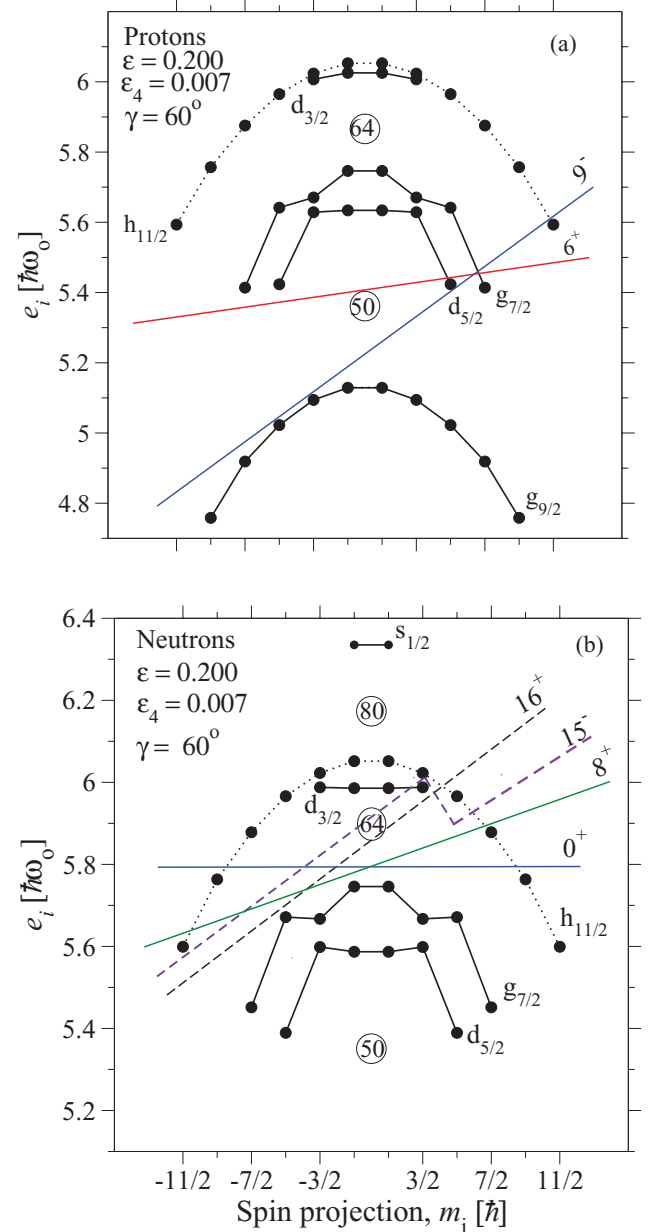 Protons
ε = 0.200
ε₄ = 0.007
γ = 60°
(a)
6
5.8
5.6
5.4
5.2
5
4.8
eᵢ [ħω₀]
d₃/₂
64
h₁₁/₂
9⁻
6⁺
50
d₅/₂
g₇/₂
g₉/₂
Neutrons
ε = 0.200
ε₄ = 0.007
γ = 60°
(b)
6.4
6.2
6
5.8
5.6
5.4
5.2
eᵢ [ħω₀]
s₁/₂
80
16⁺
15⁻
8⁺
0⁺
d₃/₂
64
h₁₁/₂
g₇/₂
d₅/₂
50
-11/2 -7/2 -3/2 3/2 7/2 11/2
Spin projection, mᵢ [ħ]